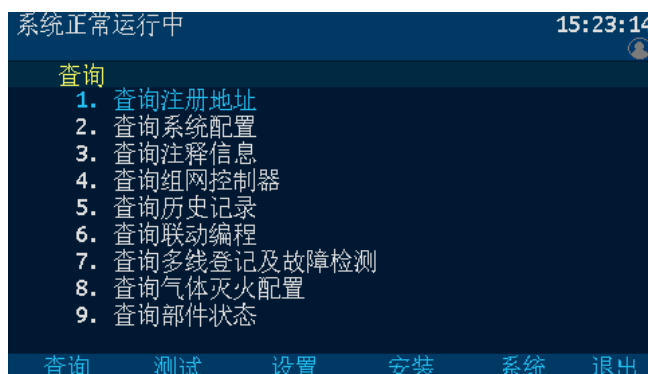 系统正常运行中 15:23:14
查询
1. 查询注册地址
2. 查询系统配置
3. 查询注释信息
4. 查询组网控制器
5. 查询历史记录
6. 查询联动编程
7. 查询多线登记及故障检测
8. 查询气体灭火配置
9. 查询部件状态
查询 测试 设置 安装 系统 退出